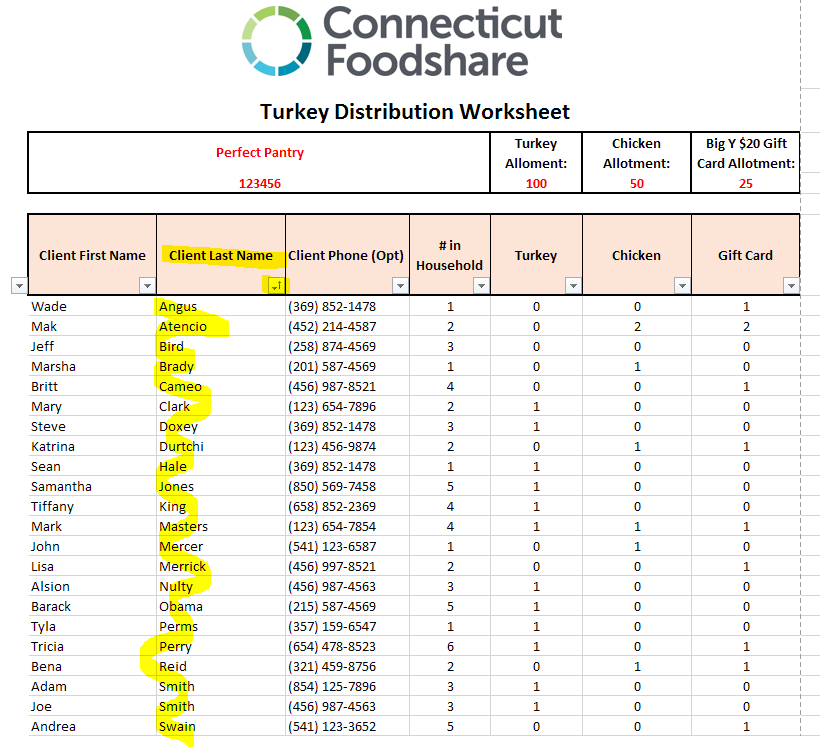 Connecticut
Foodshare
Turkey Distribution Worksheet
Perfect Pantry
123456
Turkey Alloment:
100
Chicken Allotment:
50
Big Y $20 Gift Card Allotment:
25
Client First Name Client Last Name Client Phone (Opt) # in Household Turkey Chicken Gift Card
Wade Angus (369) 852-1478 1 0 0 1
Mak Atencio (452) 214-4587 2 0 2 2
Jeff Bird (258) 874-4569 3 0 0 0
Marsha Brady (201) 587-4569 1 0 1 0
Britt Cameo (456) 987-8521 4 0 0 1
Mary Clark (123) 654-7896 2 1 0 0
Steve Doxey (369) 852-1478 3 1 0 0
Katrina Durtchi (123) 456-9874 2 0 1 1
Sean Hale (369) 852-1478 1 1 0 0
Samantha Jones (850) 569-7458 5 1 0 0
Tiffany King (658) 852-2369 4 1 0 0
Mark Masters (123) 654-7854 4 1 1 1
John Mercer (541) 123-6587 1 0 1 0
Lisa Merrick (456) 997-8521 2 0 0 1
Alsion Nulty (456) 987-4563 3 1 0 0
Barack Obama (215) 587-4569 5 1 0 0
Tyla Perms (357) 159-6547 1 1 0 0
Tricia Perry (654) 478-8523 6 1 0 1
Bena Reid (321) 459-8756 2 0 1 1
Adam Smith (854) 125-7896 3 1 0 0
Joe Smith (456) 987-4563 3 1 0 0
Andrea Swain (541) 123-3652 5 0 0 1